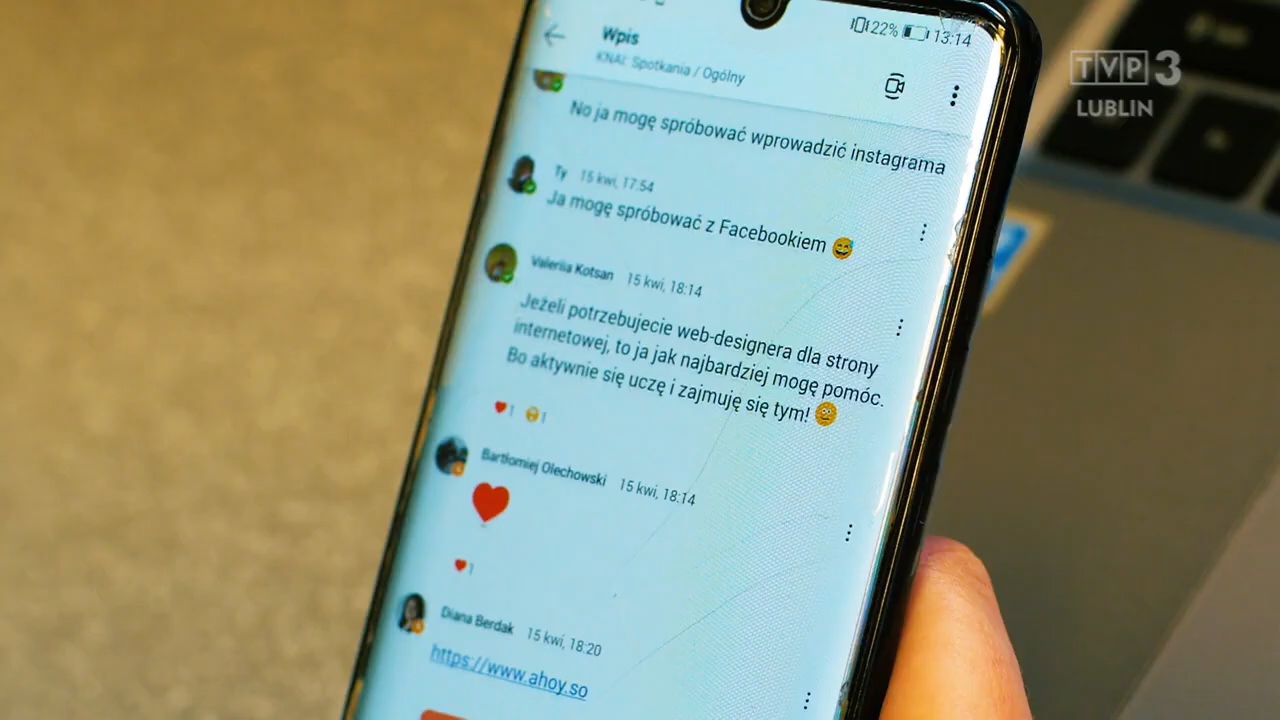 22% 13:14
Wpis
KNAI: Spotkania / Ogólny
TVP3
LUBLIN
No ja mogę spróbować wprowadzić instagrama
Ty 15 kwi, 17:54
Ja mogę spróbować z Facebookiem 😅
Valeriia Kotsan 15 kwi, 18:14
Jeżeli potrzebujecie web-designera dla strony
internetowej, to ja jak najbardziej mogę pomóc.
Bo aktywnie się uczę i zajmuję się tym!
1 1
Bartłomiej Olechowski 15 kwi, 18:14
❤️
1
Diana Berdak 15 kwi, 18:20
https://www.ahoy.so